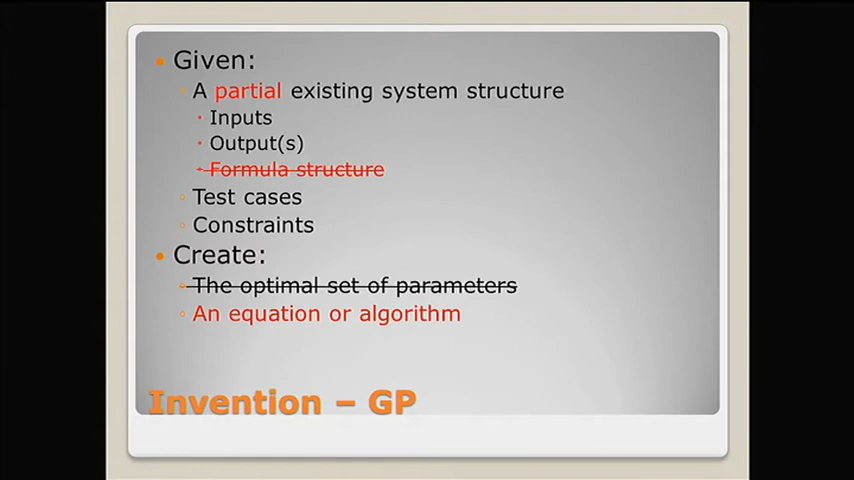 Given:
A partial existing system structure
Inputs
Output(s)
Formula structure
Test cases
Constraints
Create:
The optimal set of parameters
An equation or algorithm
Invention – GP